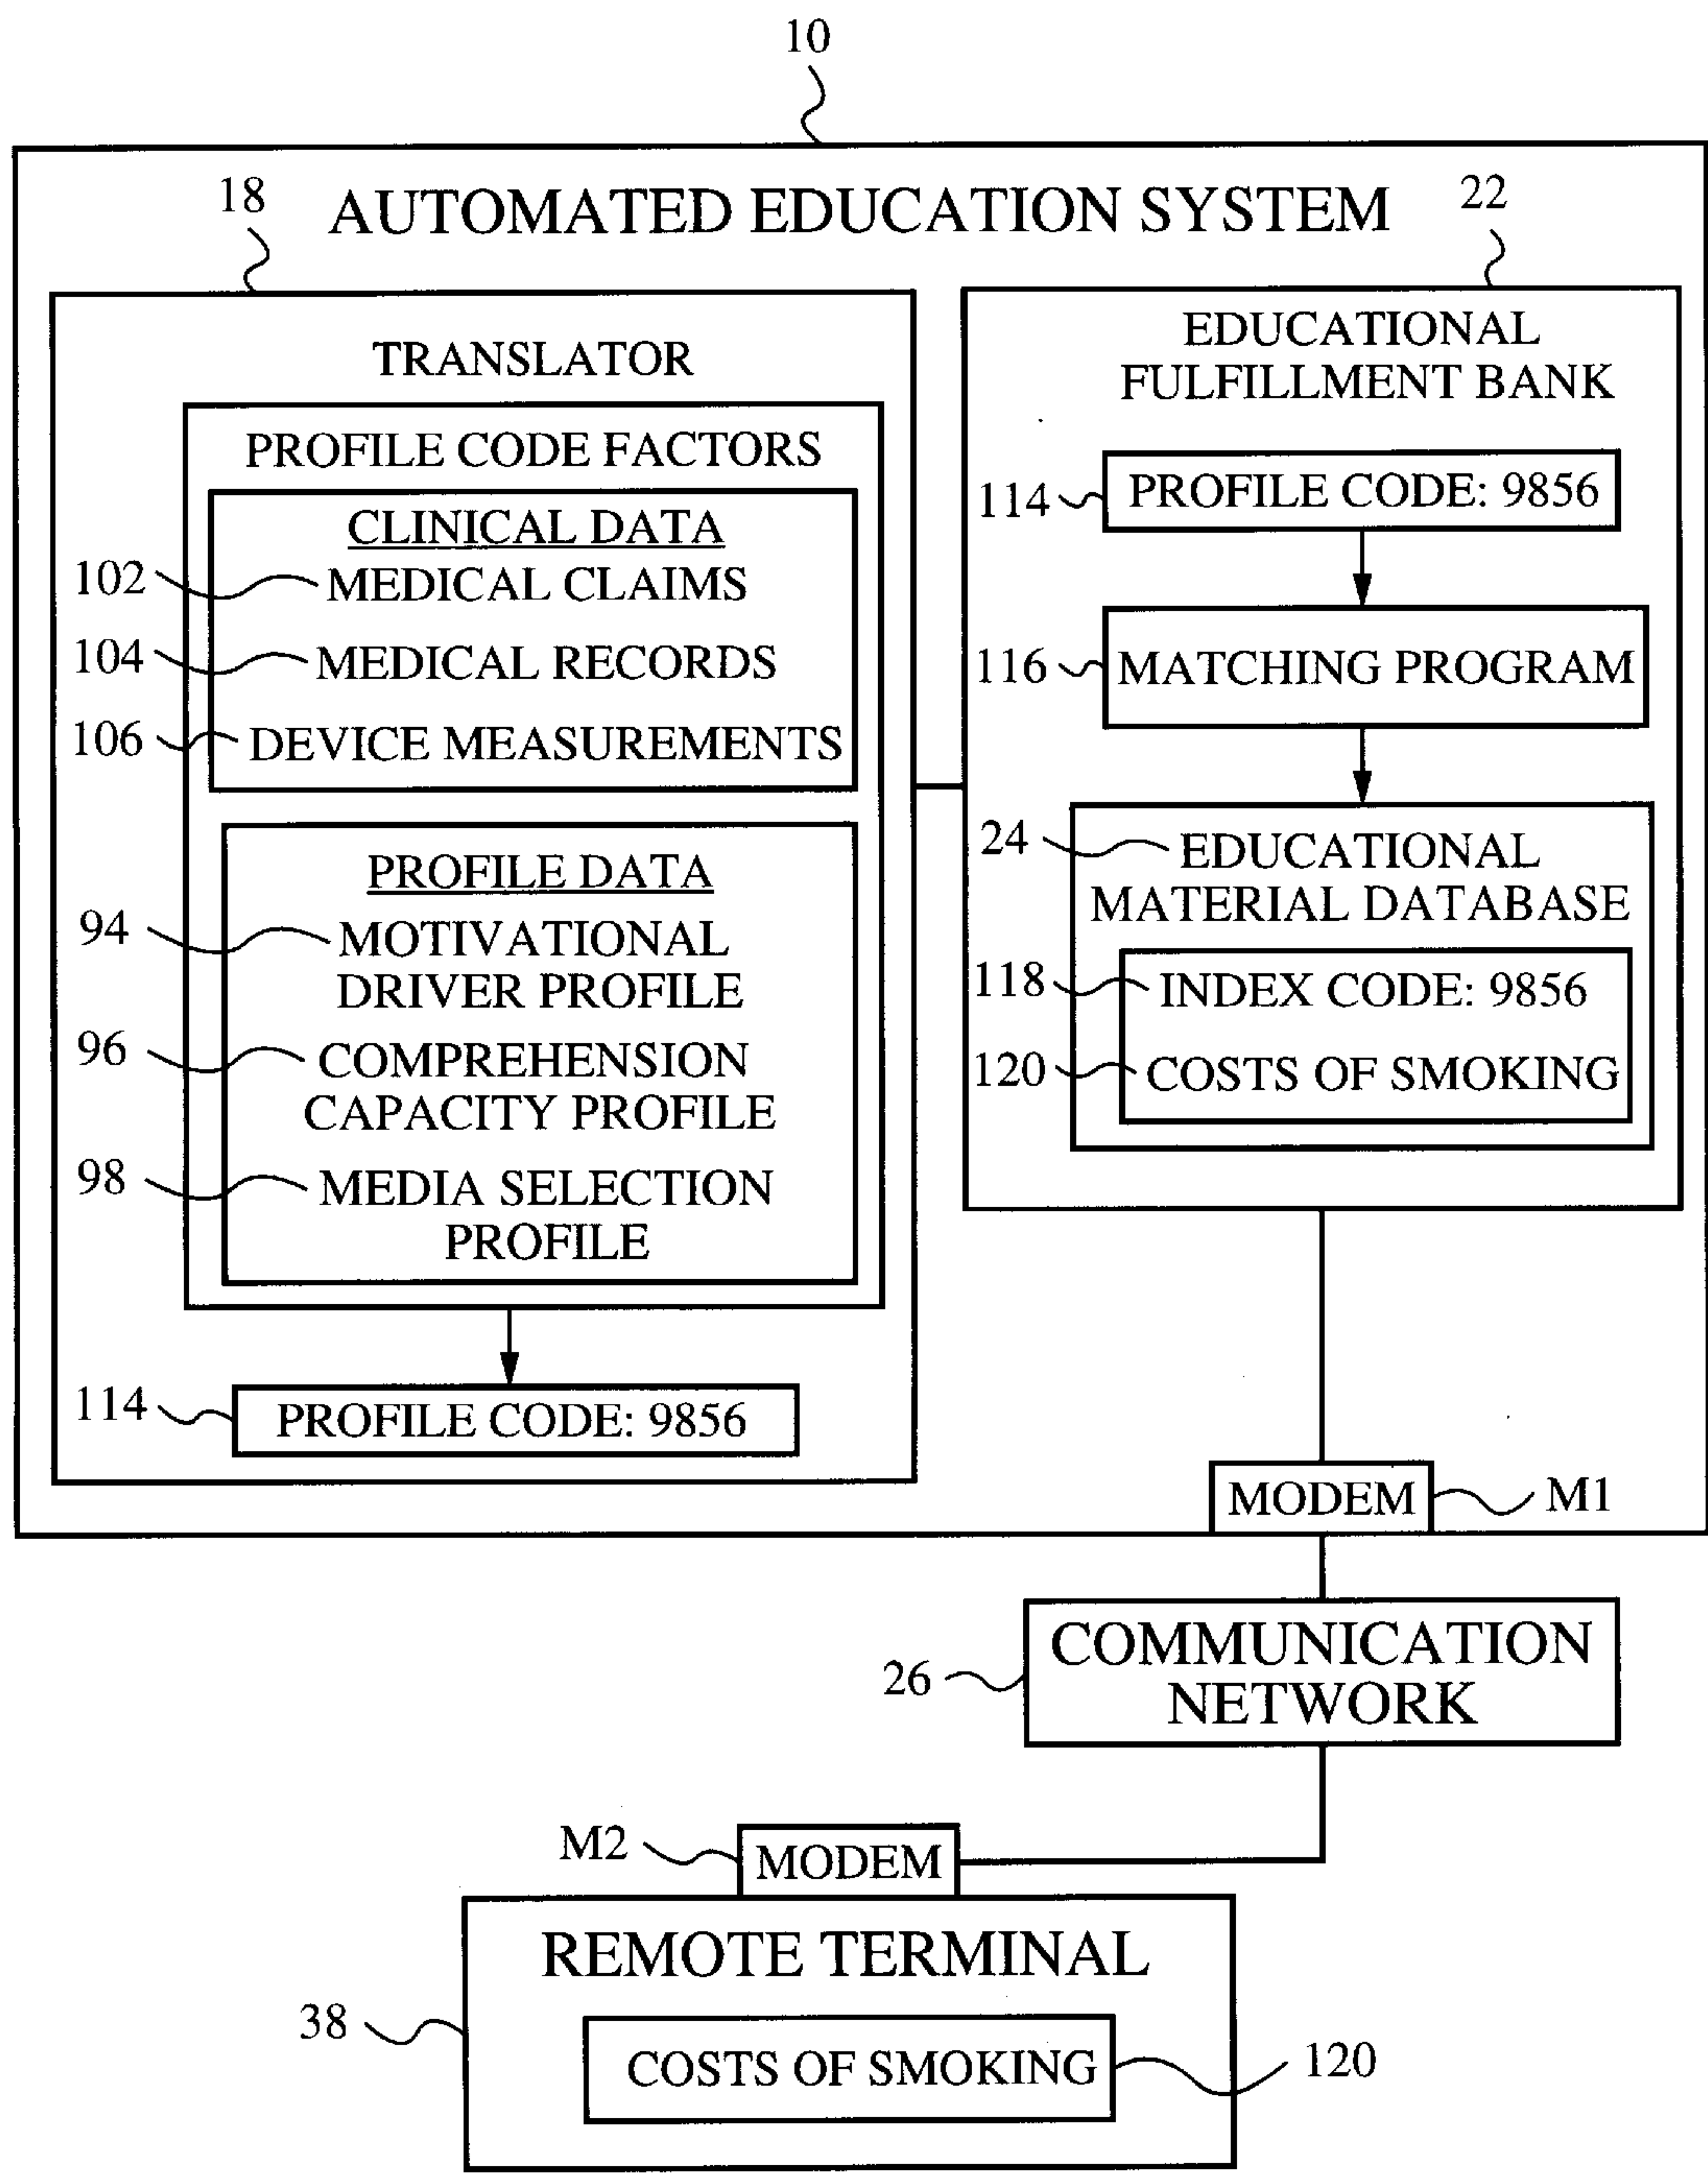 10
AUTOMATED EDUCATION SYSTEM
18
TRANSLATOR
PROFILE CODE FACTORS
CLINICAL DATA
102
MEDICAL CLAIMS
104
MEDICAL RECORDS
106
DEVICE MEASUREMENTS
PROFILE DATA
94
MOTIVATIONAL
DRIVER PROFILE
96
COMPREHENSION
CAPACITY PROFILE
98
MEDIA SELECTION
PROFILE
114
PROFILE CODE: 9856
22
EDUCATIONAL
FULFILLMENT BANK
114
PROFILE CODE: 9856
116
MATCHING PROGRAM
24
EDUCATIONAL
MATERIAL DATABASE
118
INDEX CODE: 9856
120
COSTS OF SMOKING
MODEM
M1
26
COMMUNICATION
NETWORK
M2
MODEM
REMOTE TERMINAL
38
COSTS OF SMOKING
120